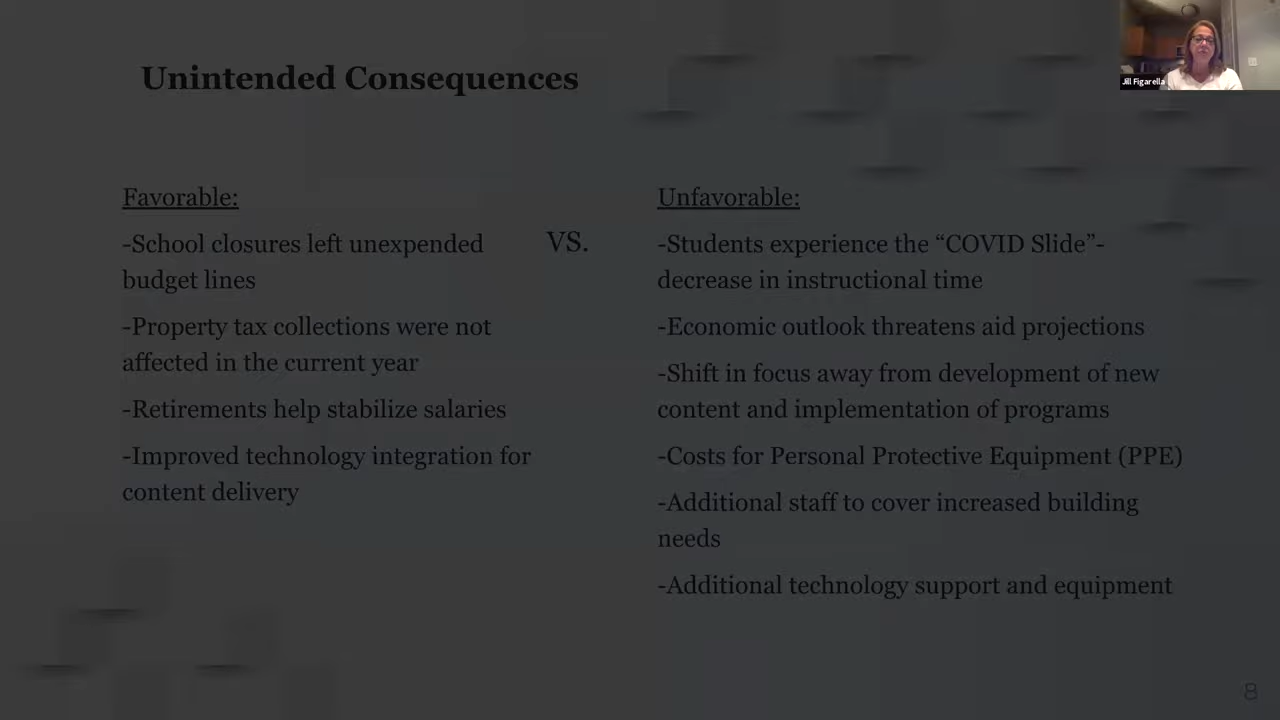 Jill Figarella
Unintended Consequences
Favorable:
-School closures left unexpended
budget lines
-Property tax collections were not
affected in the current year
-Retirements help stabilize salaries
-Improved technology integration for
content delivery
VS.
Unfavorable:
-Students experience the “COVID Slide”-
decrease in instructional time
-Economic outlook threatens aid projections
-Shift in focus away from development of new
content and implementation of programs
-Costs for Personal Protective Equipment (PPE)
-Additional staff to cover increased building
needs
-Additional technology support and equipment
8